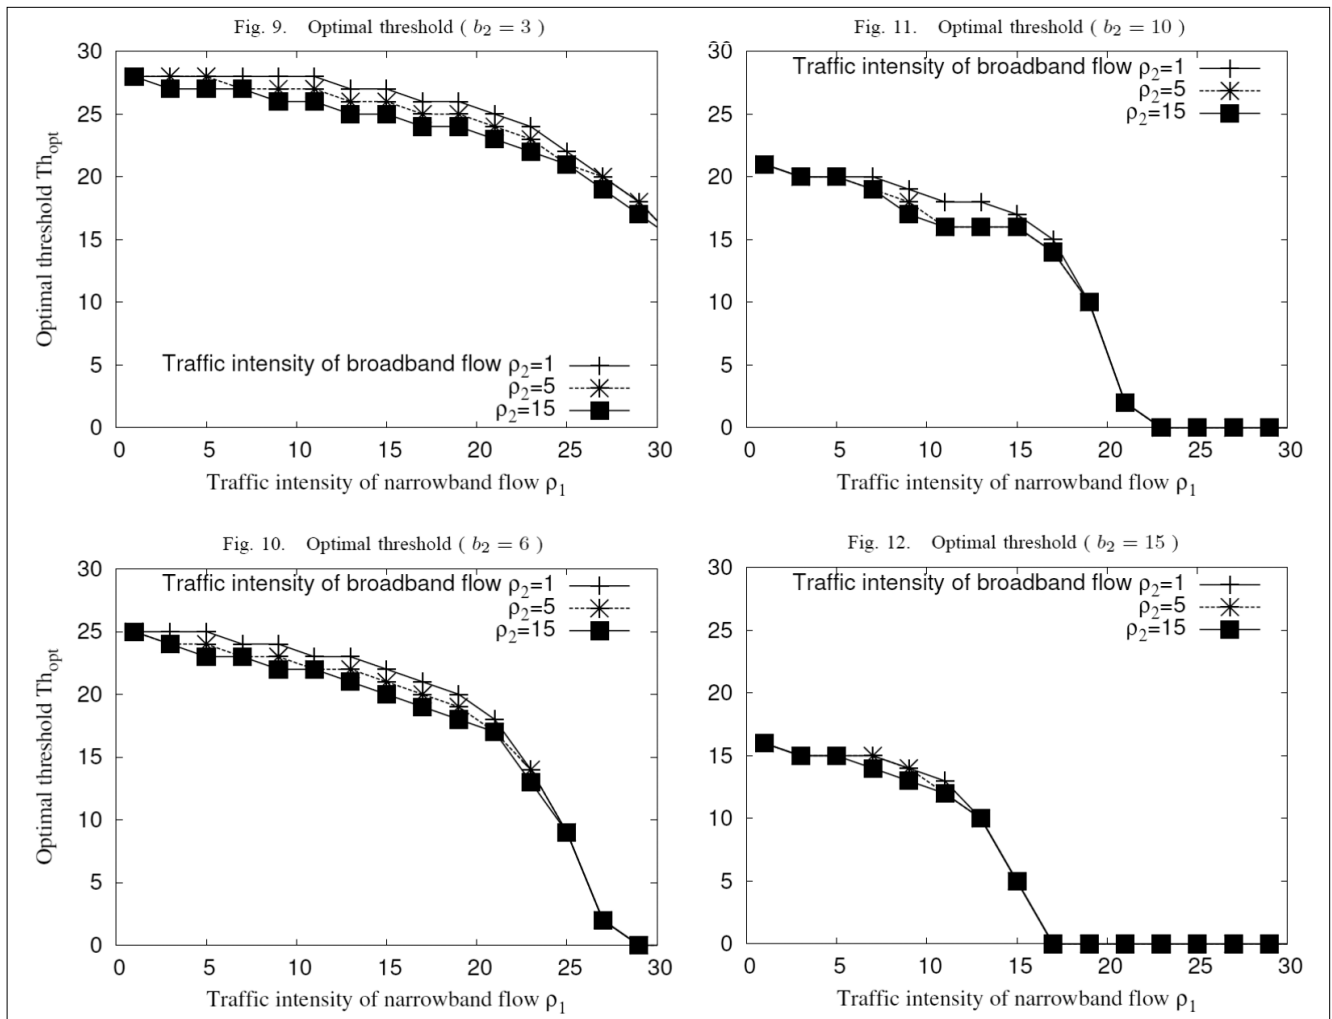 Fig. 9. Optimal threshold ( b₂ = 3 )
30
25
20
15
10
5
0
Optimal threshold Th_opt
Traffic intensity of broadband flow ρ₂=1
ρ₂=5
ρ₂=15
0 5 10 15 20 25 30
Traffic intensity of narrowband flow ρ₁
Fig. 11. Optimal threshold ( b₂ = 10 )
30
25
20
15
10
5
0
Traffic intensity of broadband flow ρ₂=1
ρ₂=5
ρ₂=15
0 5 10 15 20 25 30
Traffic intensity of narrowband flow ρ₁
Fig. 10. Optimal threshold ( b₂ = 6 )
30
25
20
15
10
5
0
Optimal threshold Th_opt
Traffic intensity of broadband flow ρ₂=1
ρ₂=5
ρ₂=15
0 5 10 15 20 25 30
Traffic intensity of narrowband flow ρ₁
Fig. 12. Optimal threshold ( b₂ = 15 )
30
25
20
15
10
5
0
Traffic intensity of broadband flow ρ₂=1
ρ₂=5
ρ₂=15
0 5 10 15 20 25 30
Traffic intensity of narrowband flow ρ₁